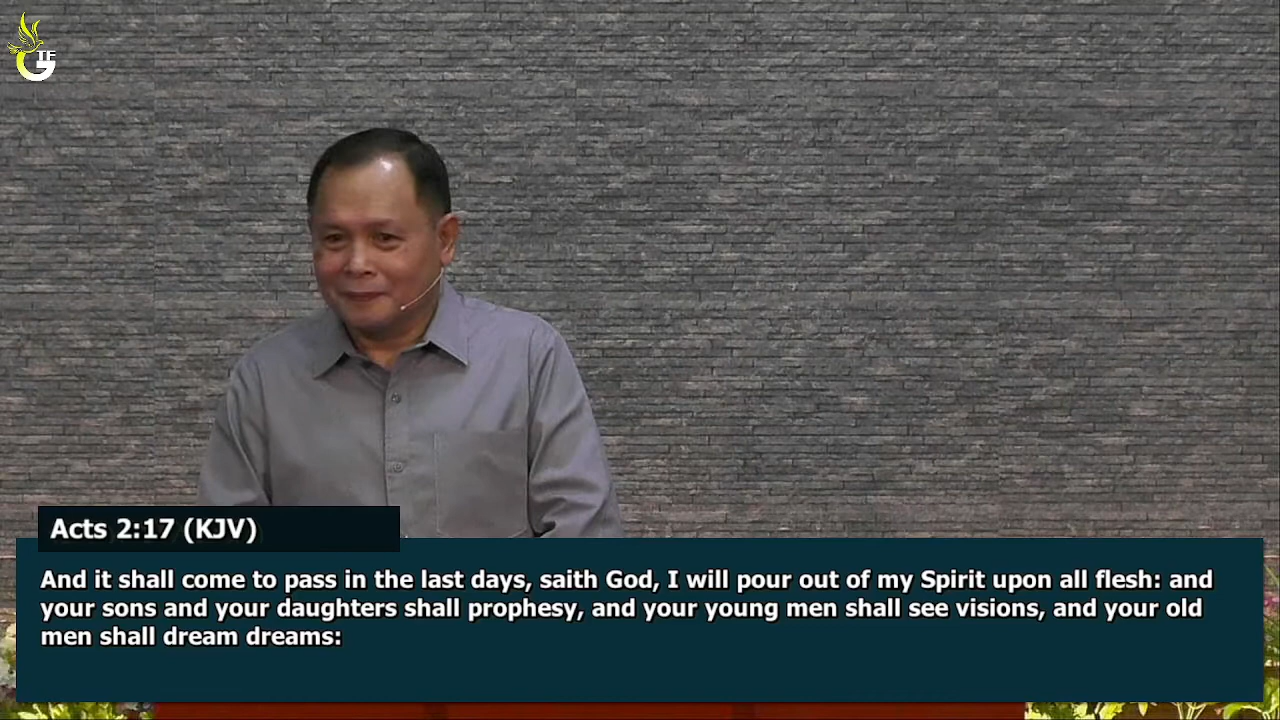 GTF
Acts 2:17 (KJV)
And it shall come to pass in the last days, saith God, I will pour out of my Spirit upon all flesh: and
your sons and your daughters shall prophesy, and your young men shall see visions, and your old
men shall dream dreams: